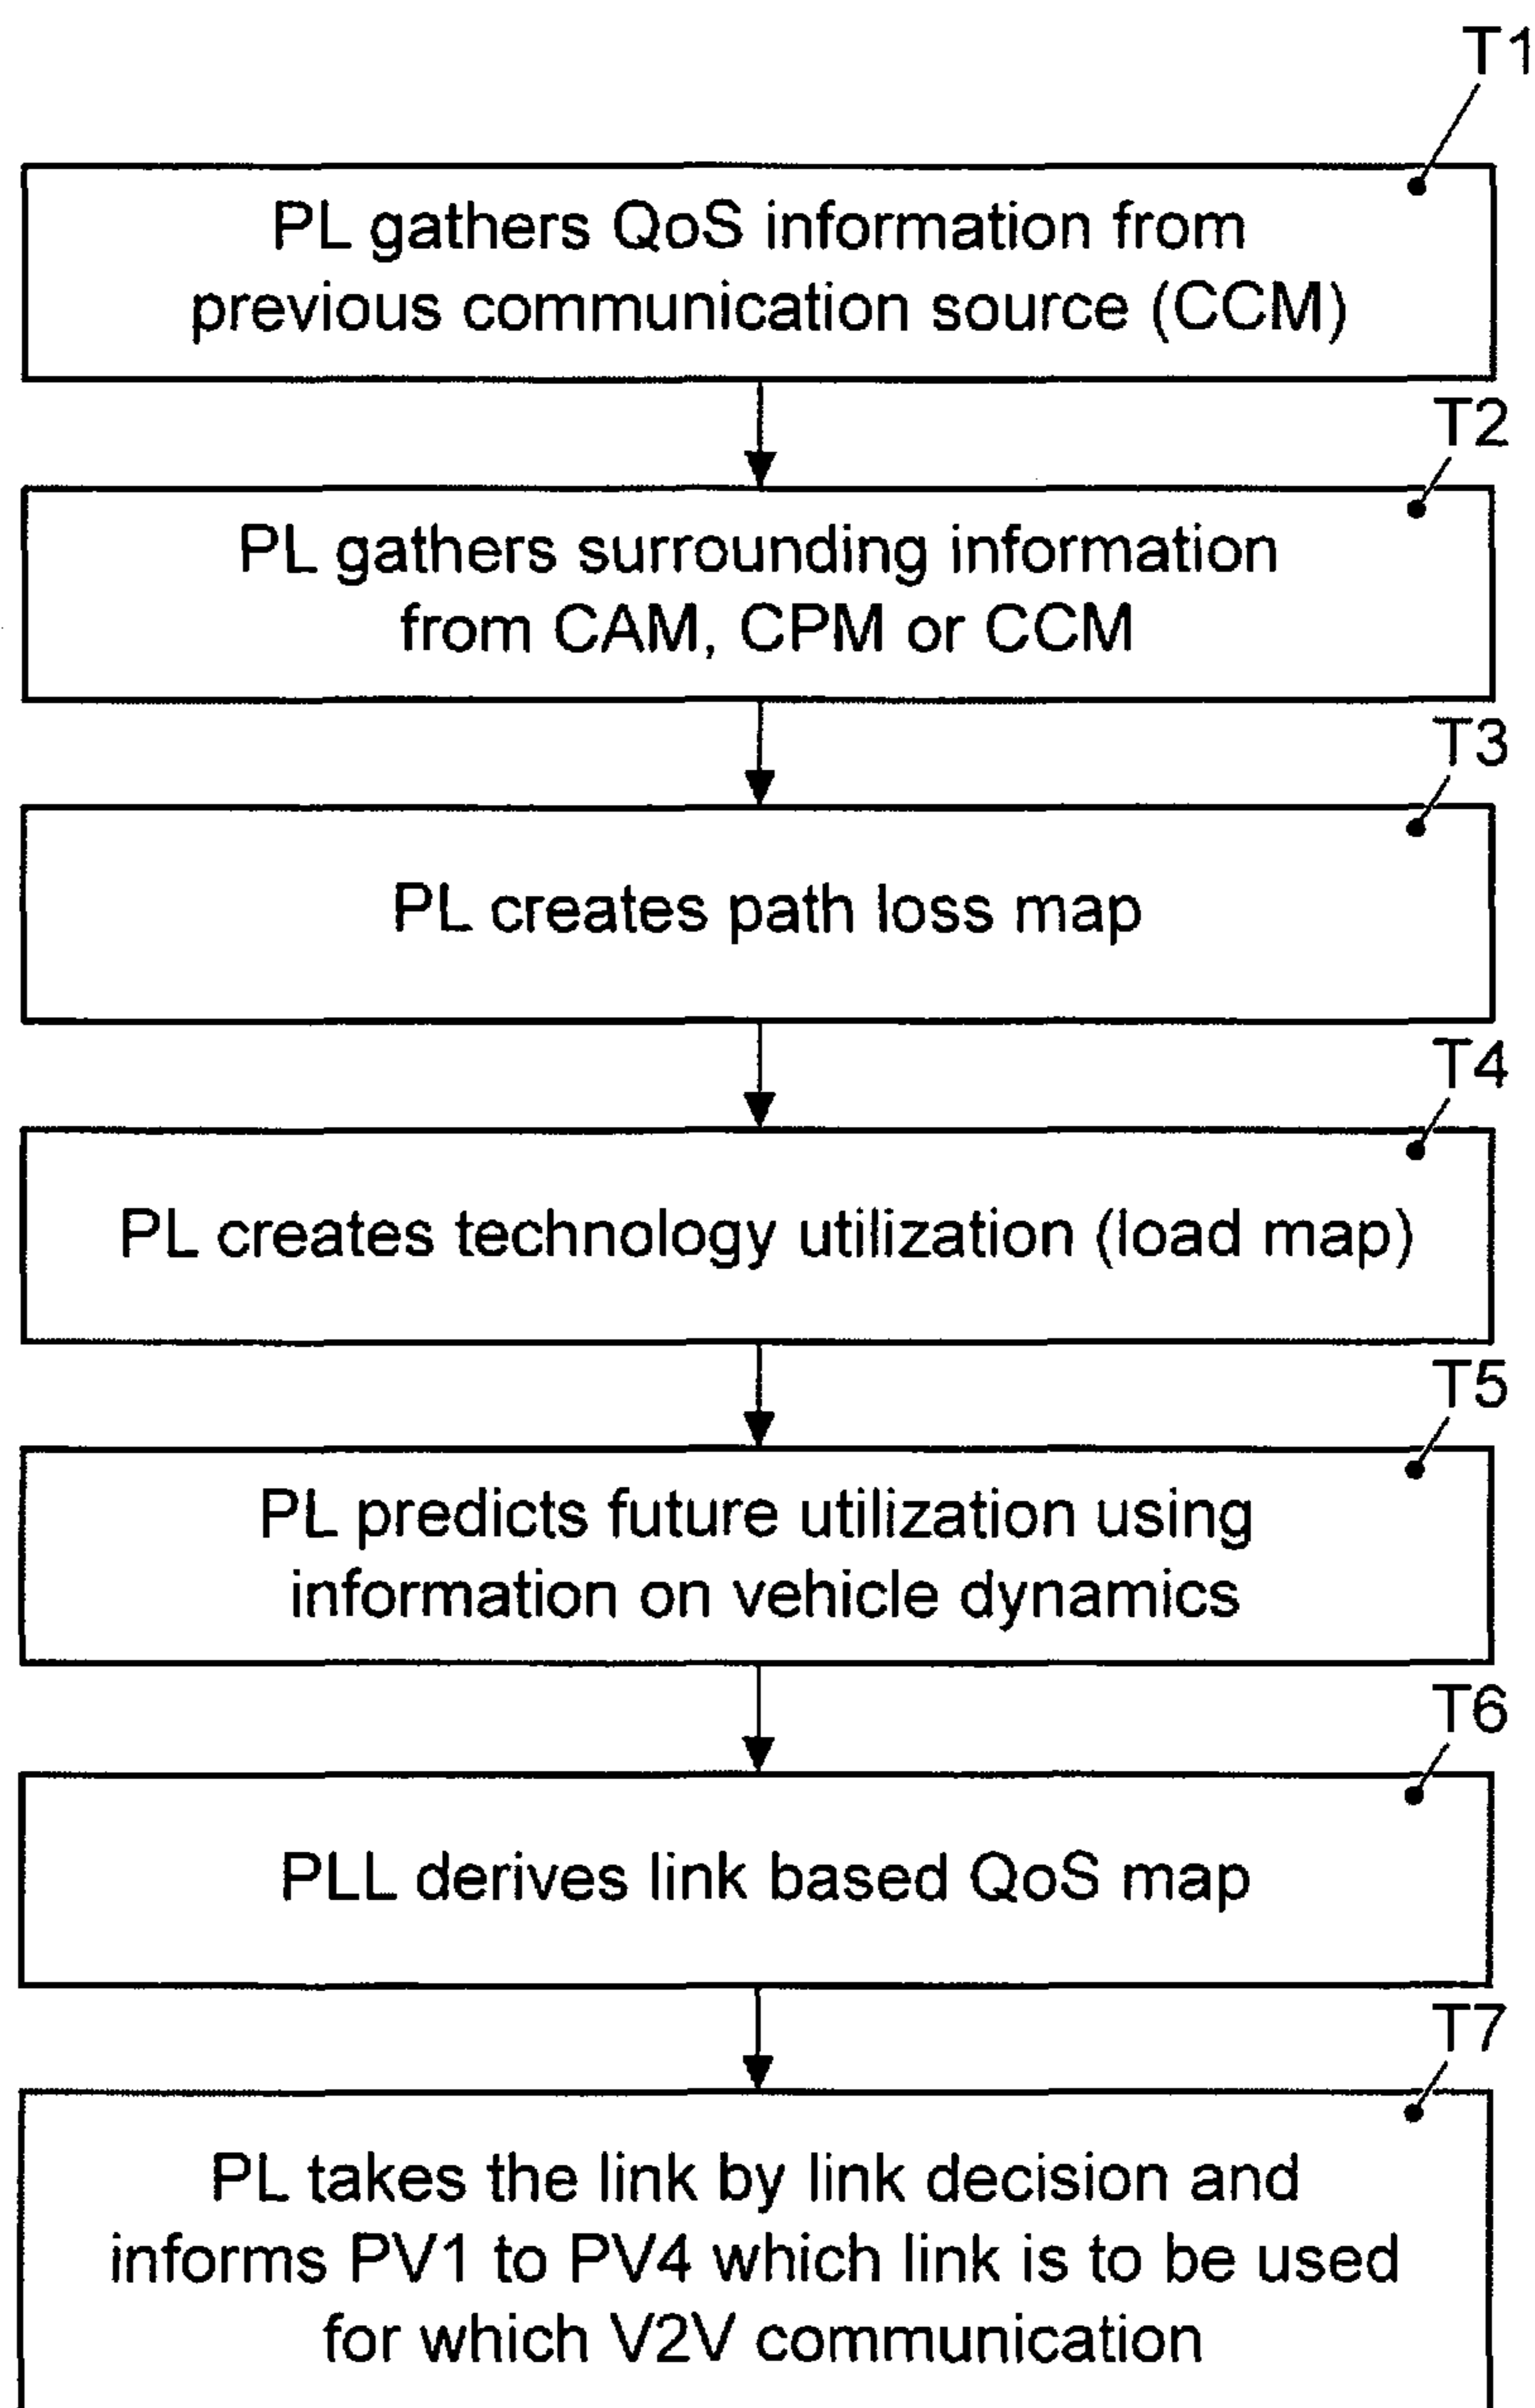 T1
PL gathers QoS information from
previous communication source (CCM)
T2
PL gathers surrounding information
from CAM, CPM or CCM
T3
PL creates path loss map
T4
PL creates technology utilization (load map)
T5
PL predicts future utilization using
information on vehicle dynamics
T6
PLL derives link based QoS map
T7
PL takes the link by link decision and
informs PV1 to PV4 which link is to be used
for which V2V communication